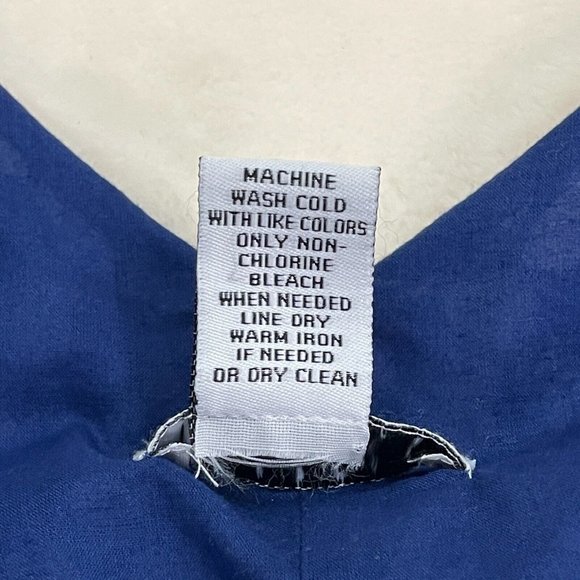 MACHINE
WASH COLD
WITH LIKE COLORS
ONLY NON-
CHLORINE
BLEACH
WHEN NEEDED
LINE DRY
WARM IRON
IF NEEDED
OR DRY CLEAN